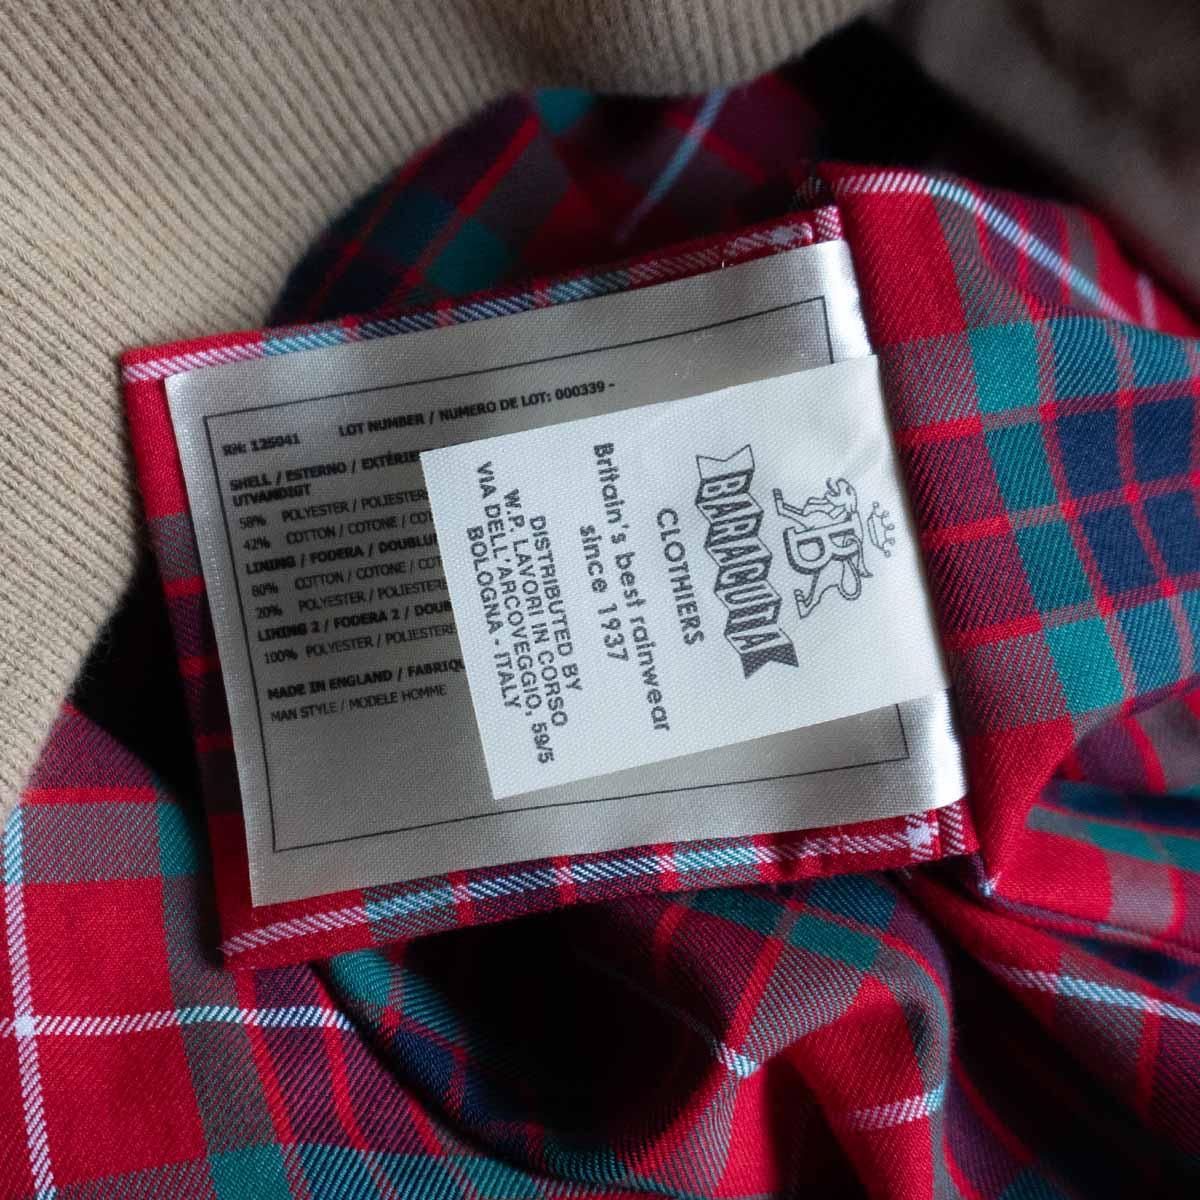 RN: 125041 LOT NUMBER / NUMERO DE LOT: 000339 -
SHELL / ESTERNO / EXTÉRIE
UTVANDIGT
58% POLYESTER / POLIESTER
42% COTTON / COTONE / COT
LINING / FODERA / DOUBLU
80% COTTON / COTONE / CO
20% POLYESTER / POLIESTE
LINING 2 / FODERA 2 / DOUB
100% POLYESTER / POLIESTERE
MADE IN ENGLAND / FABRIQU
MAN STYLE / MODELE HOMME
BARACUTA
CLOTHIERS
Britain's best rainwear
since 1937
DISTRIBUTED BY
W.P. LAVORI IN CORSO
VIA DELL'ARCOVEGGIO, 59/5
BOLOGNA - ITALY